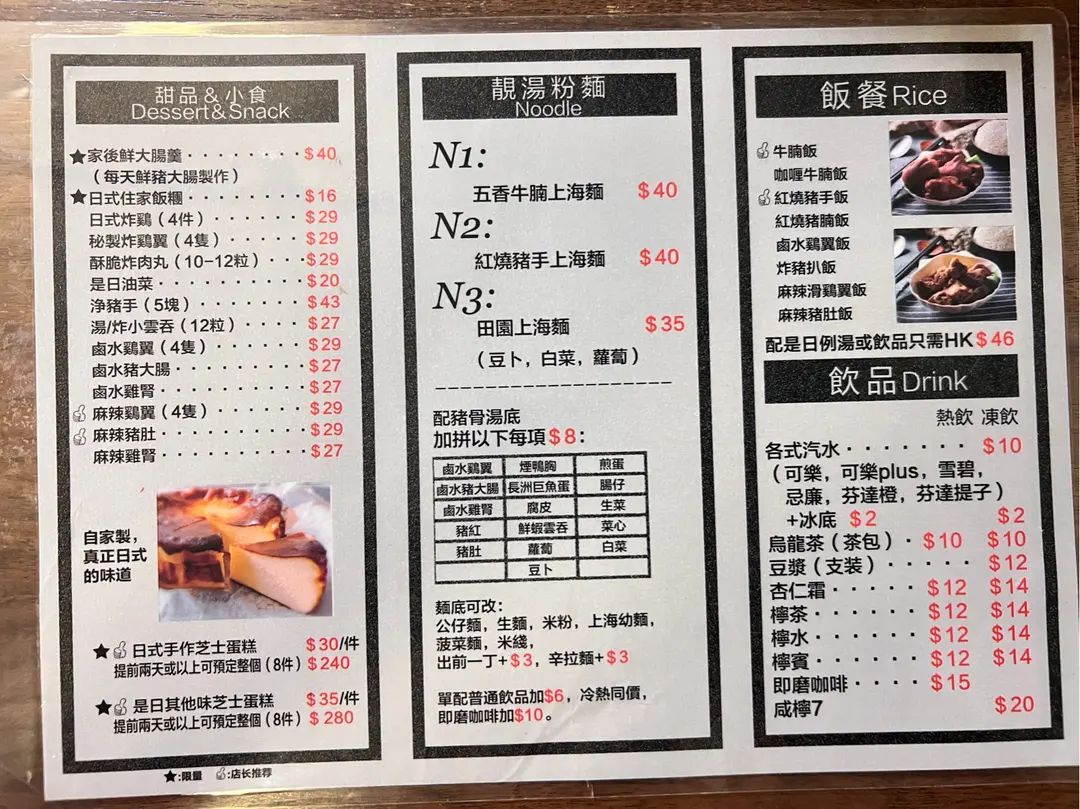 甜品&小食
Dessert&Snack
★家後鮮大腸羹········$40
（每天鮮豬大腸製作）
★日式住家飯糰········$16
日式炸鷄（4件）·····$29
秘製炸鷄翼（4隻）·····$29
酥脆炸肉丸（10-12粒）···$29
是日油菜··········$20
淨豬手（5塊）·······$43
湯/炸小雲吞（12粒）····$27
鹵水鷄翼（4隻）······$29
鹵水豬大腸·········$27
鹵水雞腎··········$27
麻辣鷄翼（4隻）······$29
麻辣豬肚··········$29
麻辣雞腎··········$27
自家製，
真正日式
的味道
★日式手作芝士蛋糕 $30/件
提前兩天或以上可預定整個（8件）$240
★是日其他味芝士蛋糕 $35/件
提前兩天或以上可預定整個（8件）$280
★:限量 :店长推荐
靚湯粉麵
Noodle
N1:
五香牛腩上海麵 $40
N2:
紅燒豬手上海麵 $40
N3:
田園上海麵 $35
（豆卜，白菜，蘿蔔）
配豬骨湯底
加拼以下每項$8：
鹵水鷄翼 煙鴨胸 煎蛋
鹵水豬大腸 長洲巨魚蛋 腸仔
鹵水雞腎 腐皮 生菜
豬紅 鮮蝦雲吞 菜心
豬肚 蘿蔔 白菜
豆卜
麵底可改：
公仔麵，生麵，米粉，上海幼麵，
菠菜麵，米綫，
出前一丁+$3，辛拉麵+$3
單配普通飲品加$6，冷熱同價，
即磨咖啡加$10。
飯餐Rice
牛腩飯
咖喱牛腩飯
紅燒豬手飯
紅燒豬腩飯
鹵水鷄翼飯
炸豬扒飯
麻辣滑鷄翼飯
麻辣豬肚飯
配是日例湯或飲品只需HK$46
飲品Drink
熱飲 凍飲
各式汽水······ $10
（可樂，可樂plus，雪碧，
忌廉，芬達橙，芬達提子）
+冰底 $2 $2
烏龍茶（茶包）·$10 $10
豆漿（支装）····· $12
杏仁霜·····$12 $14
檸茶······$12 $14
檸水······$12 $14
檸賓······$12 $14
即磨咖啡····$15
咸檸7 $20